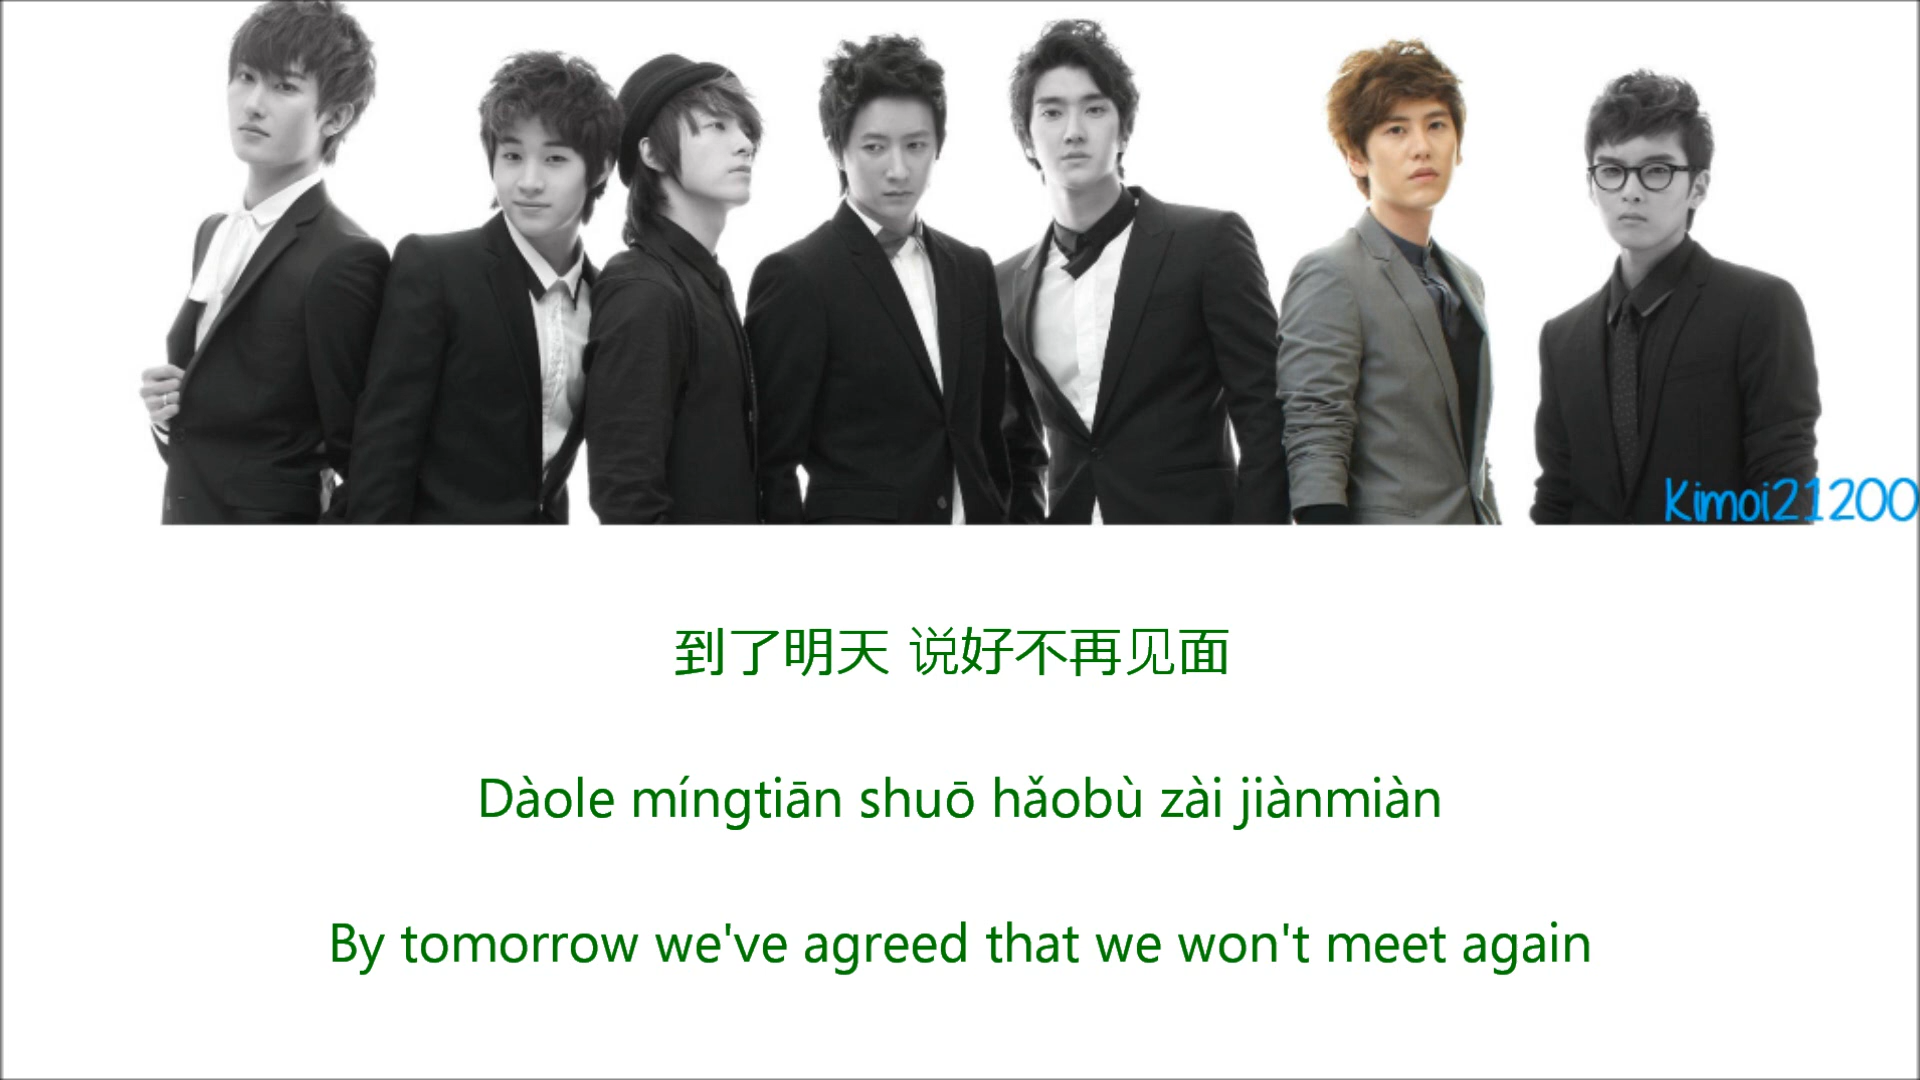 Kimoi21200
到了明天 说好不再见面
Dàole míngtiān shuō hǎobù zài jiànmiàn
By tomorrow we've agreed that we won't meet again